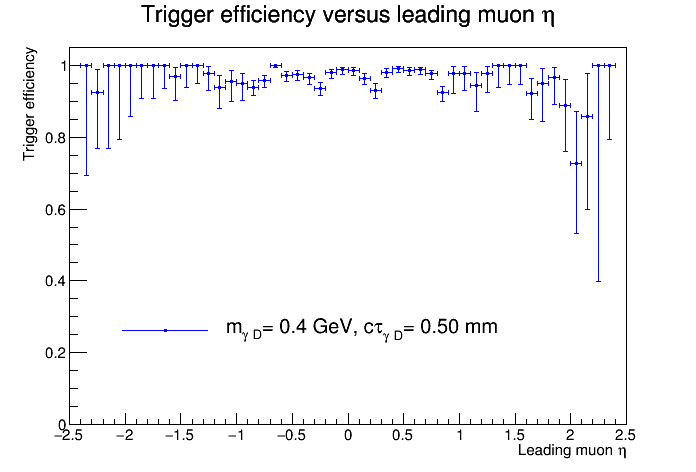 Trigger efficiency versus leading muon η
Trigger efficiency
1
0.8
0.6
0.4
0.2
0
m_γ D= 0.4 GeV, cτ_γ D= 0.50 mm
−2.5 −2 −1.5 −1 −0.5 0 0.5 1 1.5 2 2.5
Leading muon η